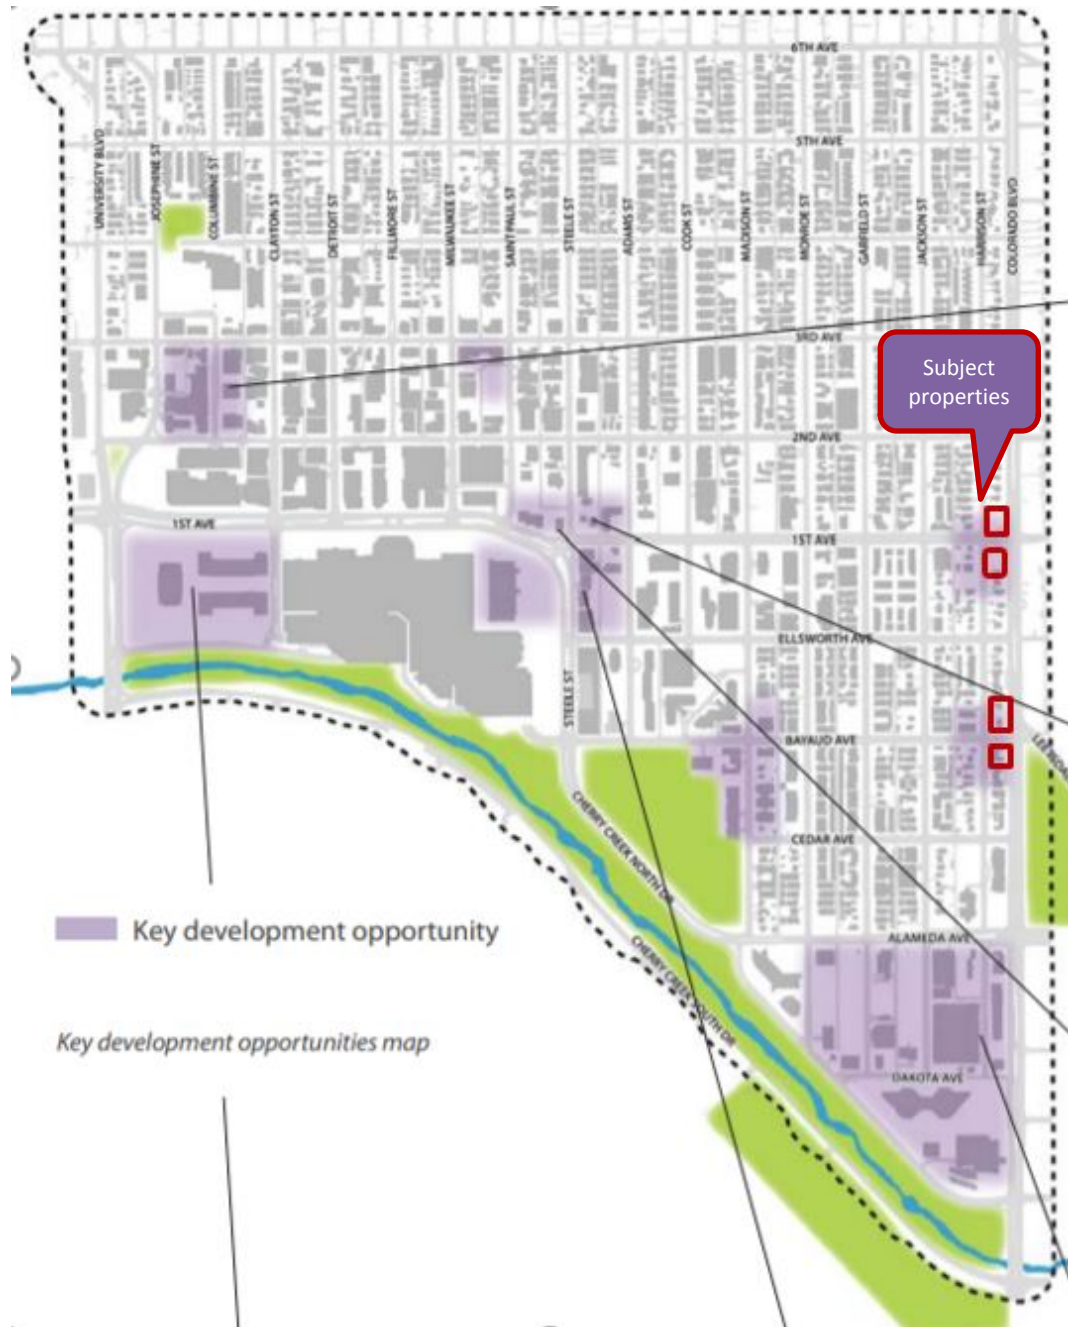 6TH AVE
5TH AVE
UNIVERSITY BLVD
JOSEPHINE ST
COLUMBINE ST
CLAYTON ST
DETROIT ST
FILLMORE ST
MILWAUKEE ST
SAINT PAUL ST
STEELE ST
ADAMS ST
COOK ST
MADISON ST
MONROE ST
GARFIELD ST
JACKSON ST
HARRISON ST
COLORADO BLVD
3RD AVE
Subject
properties
2ND AVE
1ST AVE
1ST AVE
ELLSWORTH AVE
STEELE ST
BAYAUD AVE
CHERRY CREEK NORTH DR
CEDAR AVE
Key development opportunity
ALAMEDA AVE
CHERRY CREEK SOUTH DR
Key development opportunities map
DAKOTA AVE